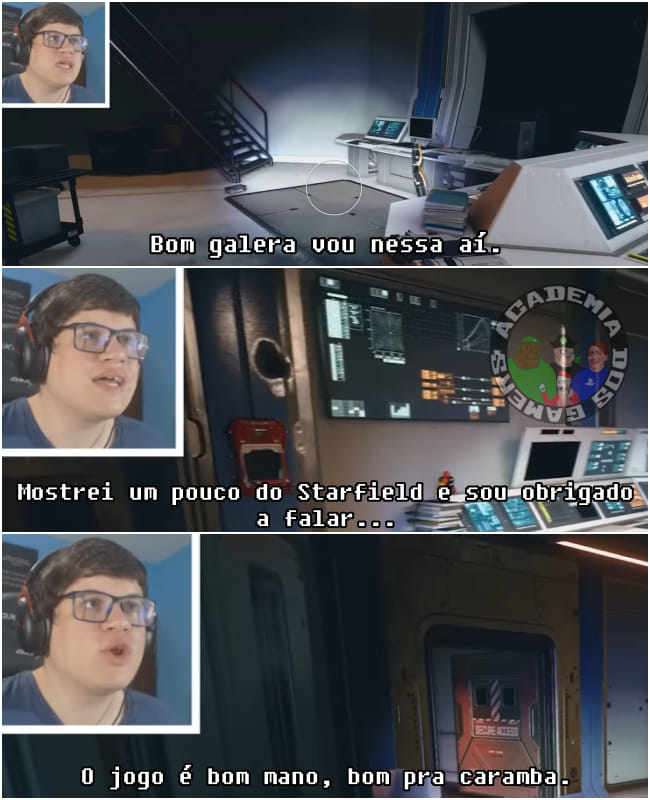 Bom galera vou nessa aí.
ACADEMIA DOS GAMERS
Mostrei um pouco do Starfield e sou obrigado
a falar...
SECURE ACCESS
O jogo é bom mano, bom pra caramba.